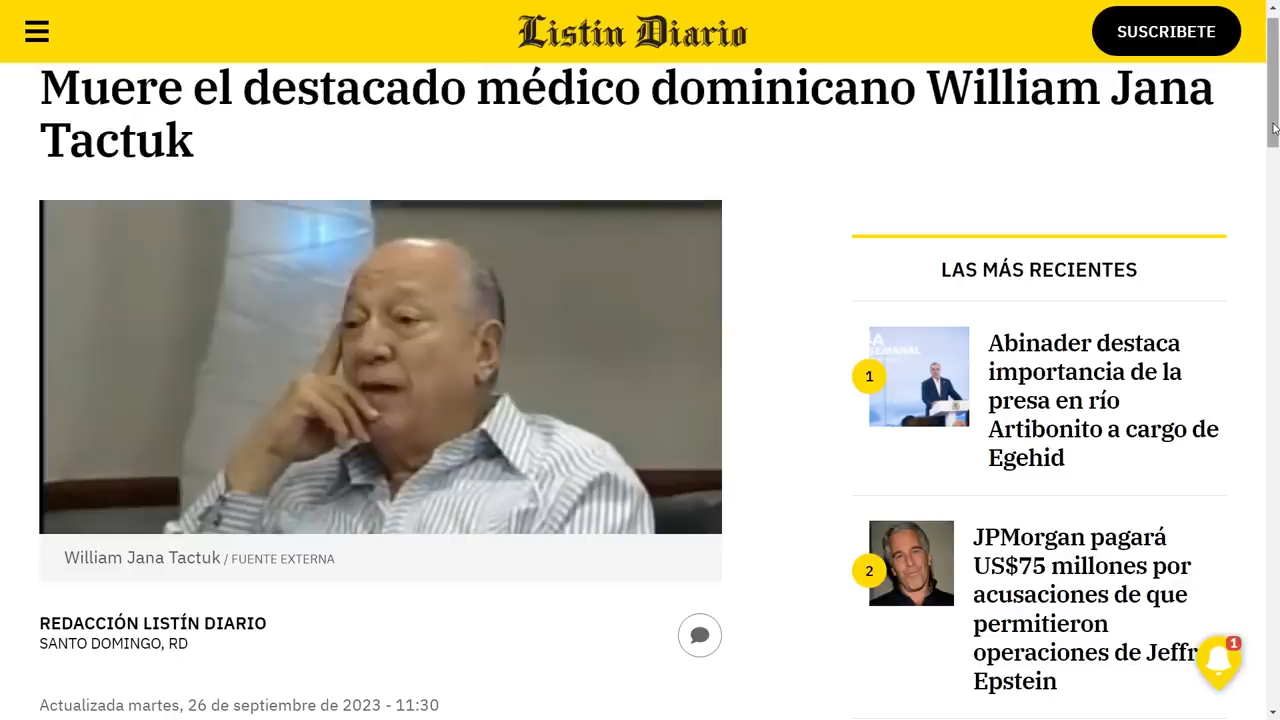 Listín Diario
SUSCRIBETE
Muere el destacado médico dominicano William Jana
Tactuk
William Jana Tactuk / FUENTE EXTERNA
REDACCIÓN LISTÍN DIARIO
SANTO DOMINGO, RD
Actualizada martes, 26 de septiembre de 2023 - 11:30
LAS MÁS RECIENTES
SEMANAL
1
Abinader destaca
importancia de la
presa en río
Artibonito a cargo de
Egehid
2
JPMorgan pagará
US$75 millones por
acusaciones de que
permitieron
operaciones de Jeffr
Epstein
1